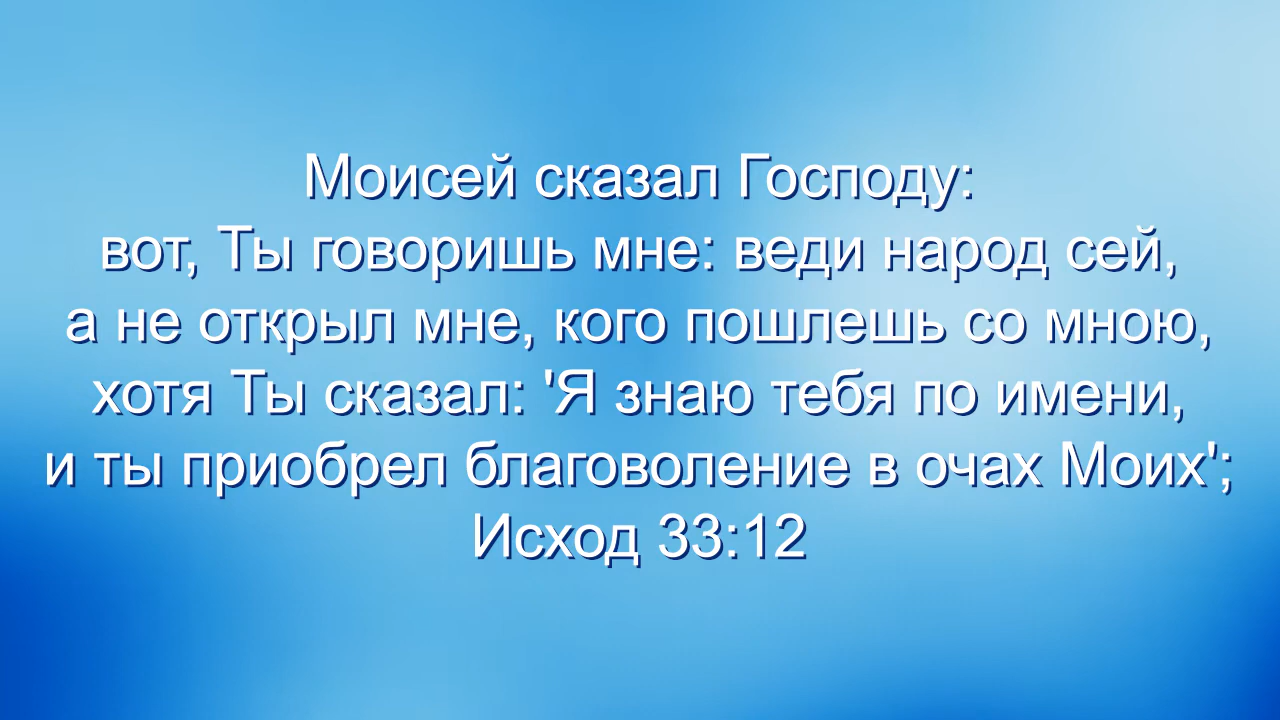 Моисей сказал Господу:
вот, Ты говоришь мне: веди народ сей,
а не открыл мне, кого пошлешь со мною,
хотя Ты сказал: 'Я знаю тебя по имени,
и ты приобрел благоволение в очах Моих';
Исход 33:12